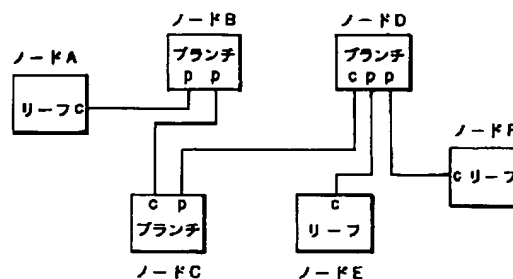 ノードA
リーフc
ノードB
ブランチ
p p
ノードD
ブランチ
c p p
ノードF
c リーフ
c p
ブランチ
ノードC
c
リーフ
ノードE